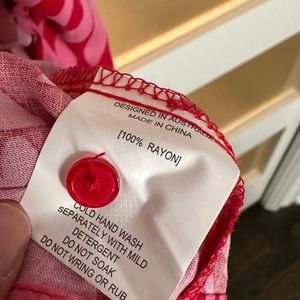 DESIGNED IN AUSTRALIA
MADE IN CHINA
[100% RAYON]
COLD HAND WASH
SEPARATELY WITH MILD
DETERGENT
DO NOT SOAK
DO NOT WRING OR RUB